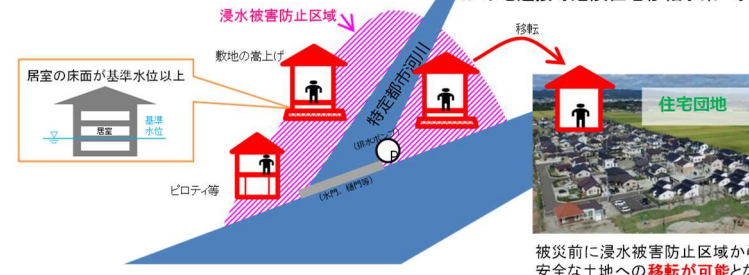 浸水被害防止区域
移転
敷地の嵩上げ
居室の床面が基準水位以上
居室
基準
水位
特定都市河川
(排水ポンプ)
P
ピロティ等
(水門、樋門等)
住宅団地
被災前に浸水被害防止区域から
安全な土地への移転が可能とな